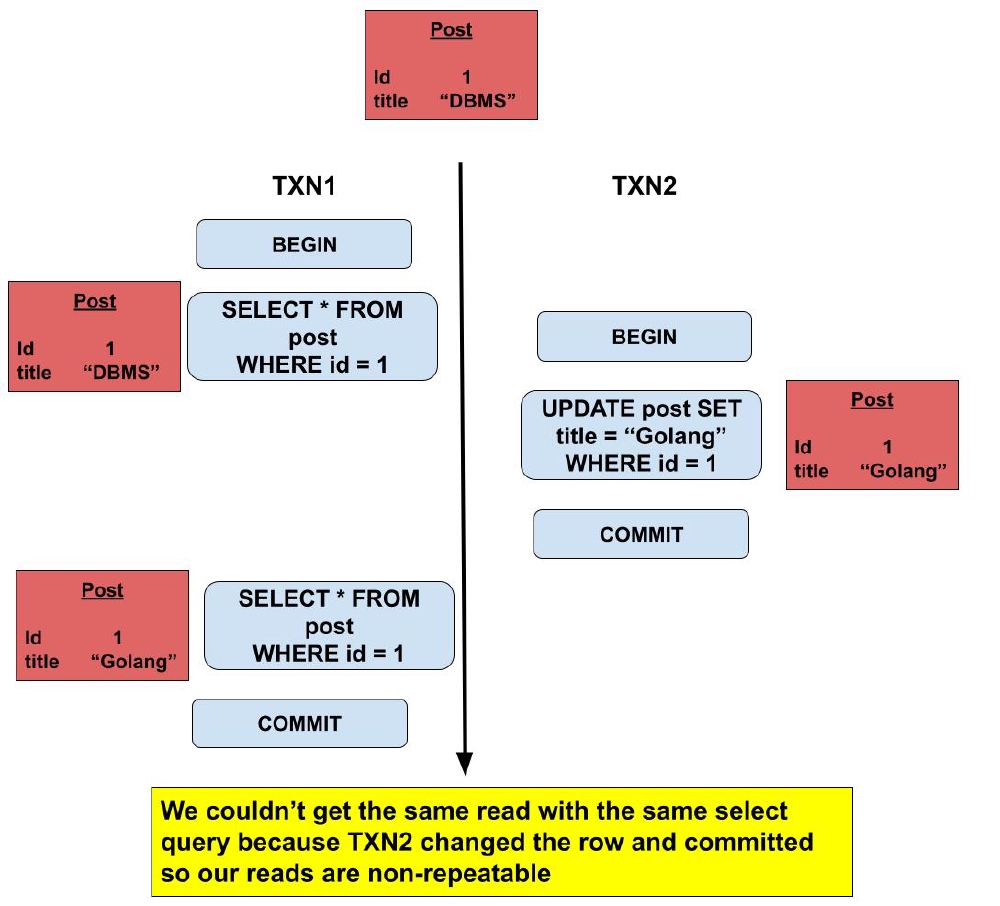 Post
Id 1
title “DBMS”
TXN1 TXN2
BEGIN
Post
Id 1
title “DBMS”
SELECT * FROM
post
WHERE id = 1
BEGIN
UPDATE post SET
title = “Golang”
WHERE id = 1
Post
Id 1
title “Golang”
COMMIT
Post
Id 1
title “Golang”
SELECT * FROM
post
WHERE id = 1
COMMIT
We couldn’t get the same read with the same select
query because TXN2 changed the row and committed
so our reads are non-repeatable